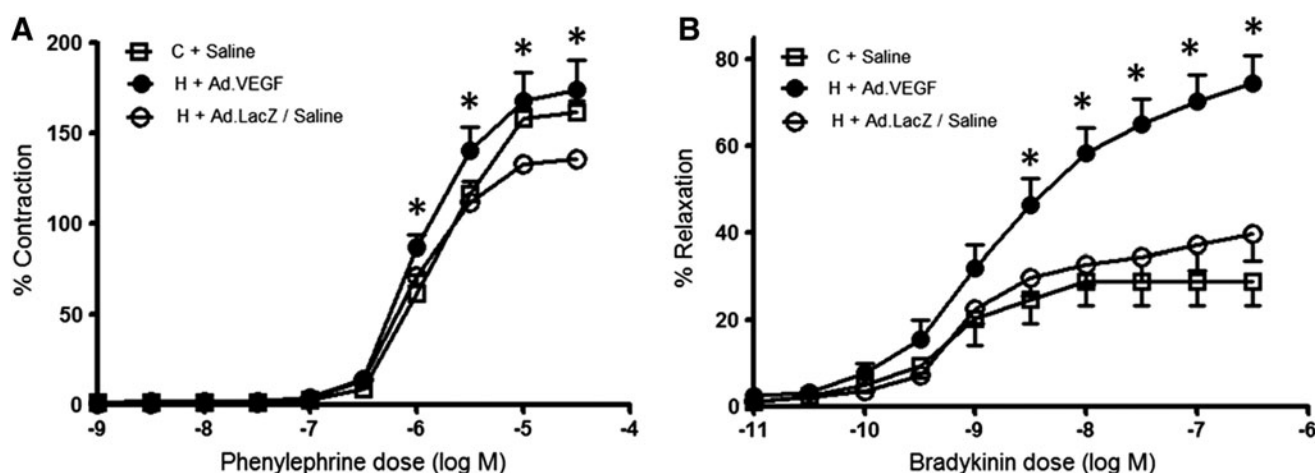 A
C + Saline
H + Ad.VEGF
H + Ad.LacZ / Saline
% Contraction
200
150
100
50
0
* * * *
-9 -8 -7 -6 -5 -4
Phenylephrine dose (log M)
B
C + Saline
H + Ad.VEGF
H + Ad.LacZ / Saline
% Relaxation
80
60
40
20
0
* * * * *
-11 -10 -9 -8 -7 -6
Bradykinin dose (log M)